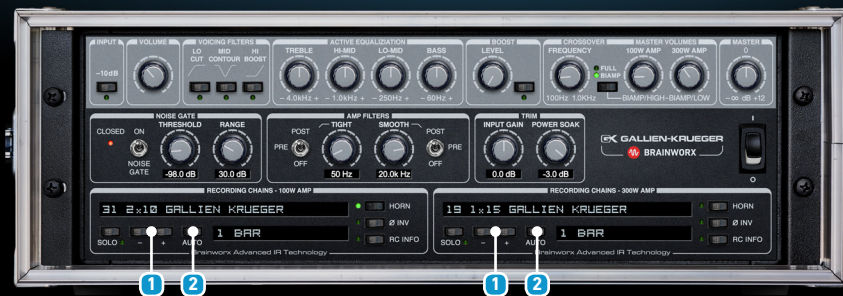 INPUT VOLUME VOICING FILTERS ACTIVE EQUALIZIATION BOOST CROSSOVER MASTER VOLUMES MASTER
LO CUT MID CONTOUR HI BOOST TREBLE HI-MID LO-MID BASS LEVEL FREQUENCY 100W AMP 300W AMP 0
-10dB
FULL
BIAMP
- 4.0kHz + - 1.0kHz + - 250Hz + - 60Hz + 100Hz 1.0KHz BIAMP/HIGH BIAMP/LOW -∞ dB +12
NOISE GATE AMP FILTERS TRIM
CLOSED ON THRESHOLD RANGE POST TIGHT SMOOTH POST INPUT GAIN POWER SOAK
PRE PRE
NOISE GATE OFF OFF
-98.0 dB 30.0 dB 50 Hz 20.0k Hz 0.0 dB -3.0 dB
GK GALLIEN-KRUEGER
BRAINWORX
I
O
RECORDING CHAINS - 100W AMP RECORDING CHAINS - 300W AMP
31 2x10 GALLIEN KRUEGER HORN 19 1x15 GALLIEN KRUEGER HORN
Ø INV Ø INV
SOLO - + AUTO 1 BAR RC INFO SOLO - + AUTO 1 BAR RC INFO
Brainworx Advanced IR Technology Brainworx Advanced IR Technology
1 2 1 2